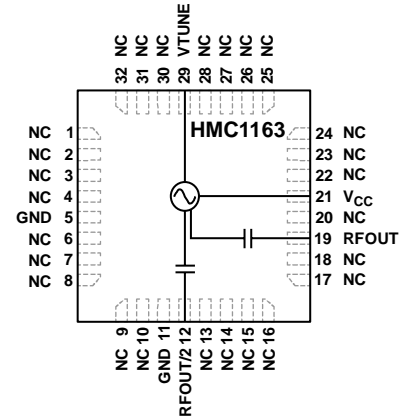 32 NC
31 NC
30 NC
29 VTUNE
28 NC
27 NC
26 NC
25 NC
HMC1163
NC 1
NC 2
NC 3
NC 4
GND 5
NC 6
NC 7
NC 8
24 NC
23 NC
22 NC
21 VCC
20 NC
19 RFOUT
18 NC
17 NC
NC 9
NC 10
GND 11
RFOUT/2 12
NC 13
NC 14
NC 15
NC 16